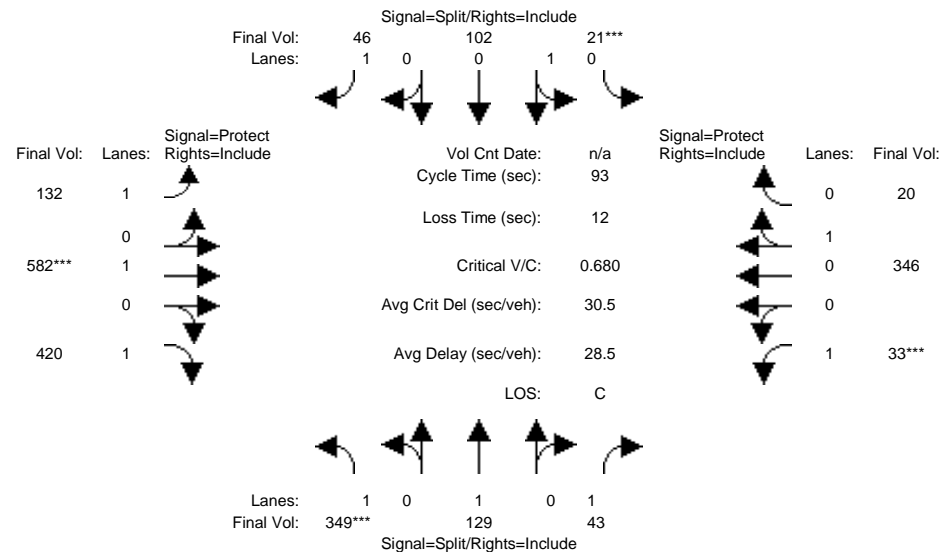 Signal=Split/Rights=Include
Final Vol: 46 102 21***
Lanes: 1 0 0 1 0
Signal=Protect Signal=Protect
Final Vol: Lanes: Rights=Include Vol Cnt Date: n/a Rights=Include Lanes: Final Vol:
Cycle Time (sec): 93
132 1 0 20
Loss Time (sec): 12
0 1
582*** 1 Critical V/C: 0.680 0 346
0 Avg Crit Del (sec/veh): 30.5 0
420 1 Avg Delay (sec/veh): 28.5 1 33***
LOS: C
Lanes: 1 0 1 0 1
Final Vol: 349*** 129 43
Signal=Split/Rights=Include